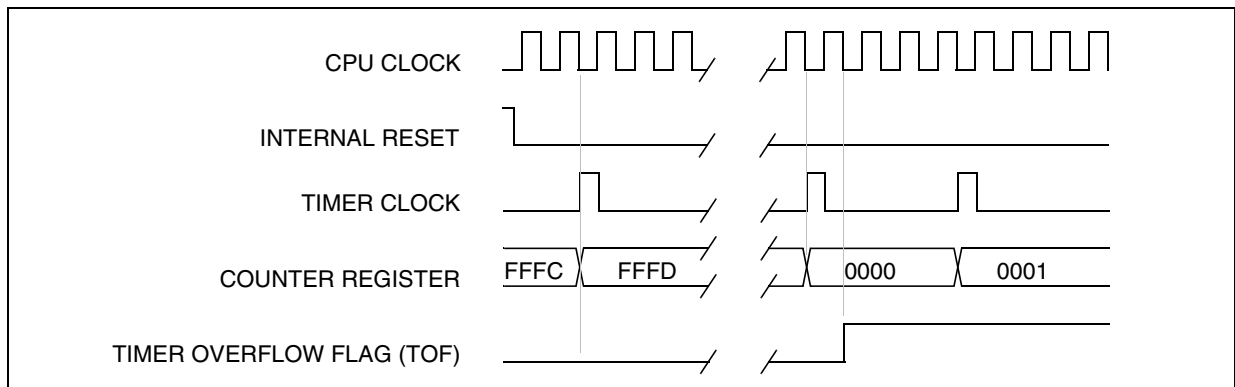 CPU CLOCK
INTERNAL RESET
TIMER CLOCK
COUNTER REGISTER FFFC FFFD 0000 0001
TIMER OVERFLOW FLAG (TOF)